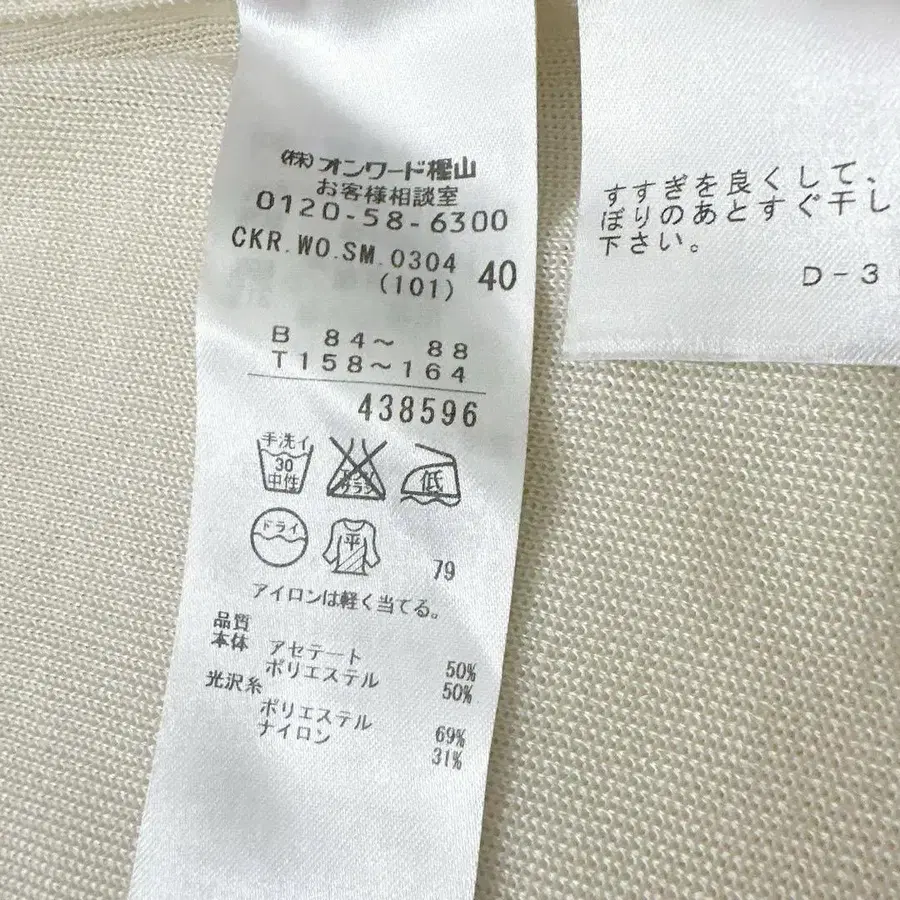 (株)オンワード樫山
お客様相談室
0120-58-6300
CKR.WO.SM.0304
(101)
40
B 84～ 88
T158～164
438596
手洗イ
30
中性
低
ドライ
平
79
アイロンは軽く当てる。
品質
本体 アセテート 50%
ポリエステル 50%
光沢糸
ポリエステル 69%
ナイロン 31%
すすぎを良くして、
ぼりのあとすぐ干し
下さい。
D-3